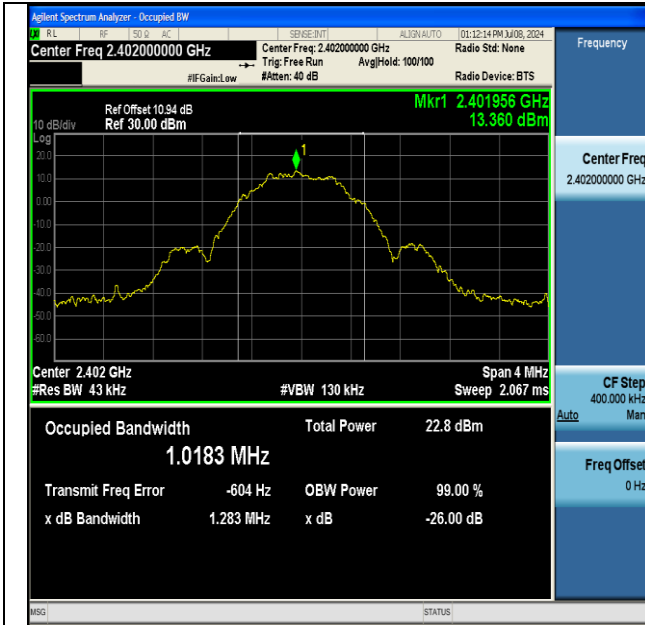 Agilent Spectrum Analyzer - Occupied BW
RL RF 50 Ω AC SENSE:INT ALIGN AUTO 01:12:14 PM Jul 08, 2024
Center Freq 2.402000000 GHz Center Freq: 2.402000000 GHz Radio Std: None
Trig: Free Run Avg|Hold: 100/100
#IFGain:Low #Atten: 40 dB Radio Device: BTS
Frequency
Mkr1 2.401956 GHz
13.360 dBm
Ref Offset 10.94 dB
10 dB/div Ref 30.00 dBm
Log
1
20.0
10.0
0.00
-10.0
-20.0
-30.0
-40.0
-50.0
-60.0
Center Freq
2.402000000 GHz
Center 2.402 GHz Span 4 MHz
#Res BW 43 kHz #VBW 130 kHz Sweep 2.067 ms
CF Step
400.000 kHz
Auto Man
Occupied Bandwidth Total Power 22.8 dBm
1.0183 MHz
Transmit Freq Error -604 Hz OBW Power 99.00 %
x dB Bandwidth 1.283 MHz x dB -26.00 dB
Freq Offset
0 Hz
MSG STATUS